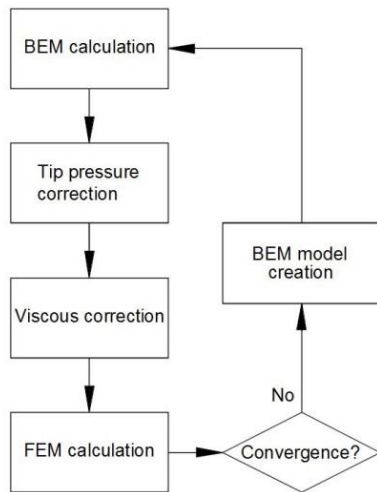 BEM calculation
Tip pressure
correction
Viscous correction
FEM calculation
Convergence?
No
BEM model
creation